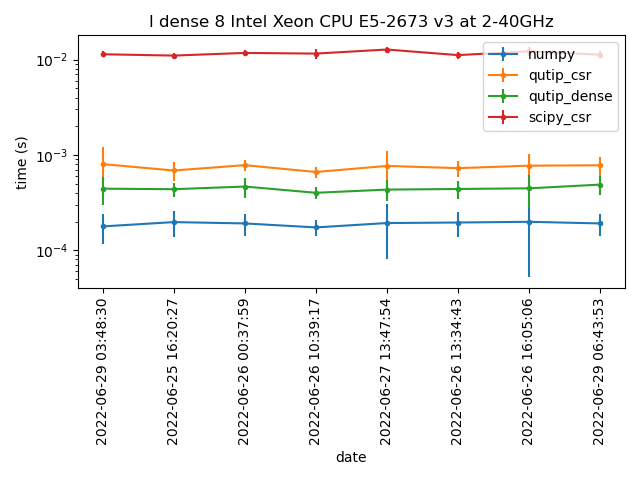 I dense 8 Intel Xeon CPU E5-2673 v3 at 2-40GHz
numpy
qutip_csr
qutip_dense
scipy_csr
time (s)
10⁻²
10⁻³
10⁻⁴
2022-06-29 03:48:30
2022-06-25 16:20:27
2022-06-26 00:37:59
2022-06-26 10:39:17
2022-06-27 13:47:54
2022-06-26 13:34:43
2022-06-26 16:05:06
2022-06-29 06:43:53
date